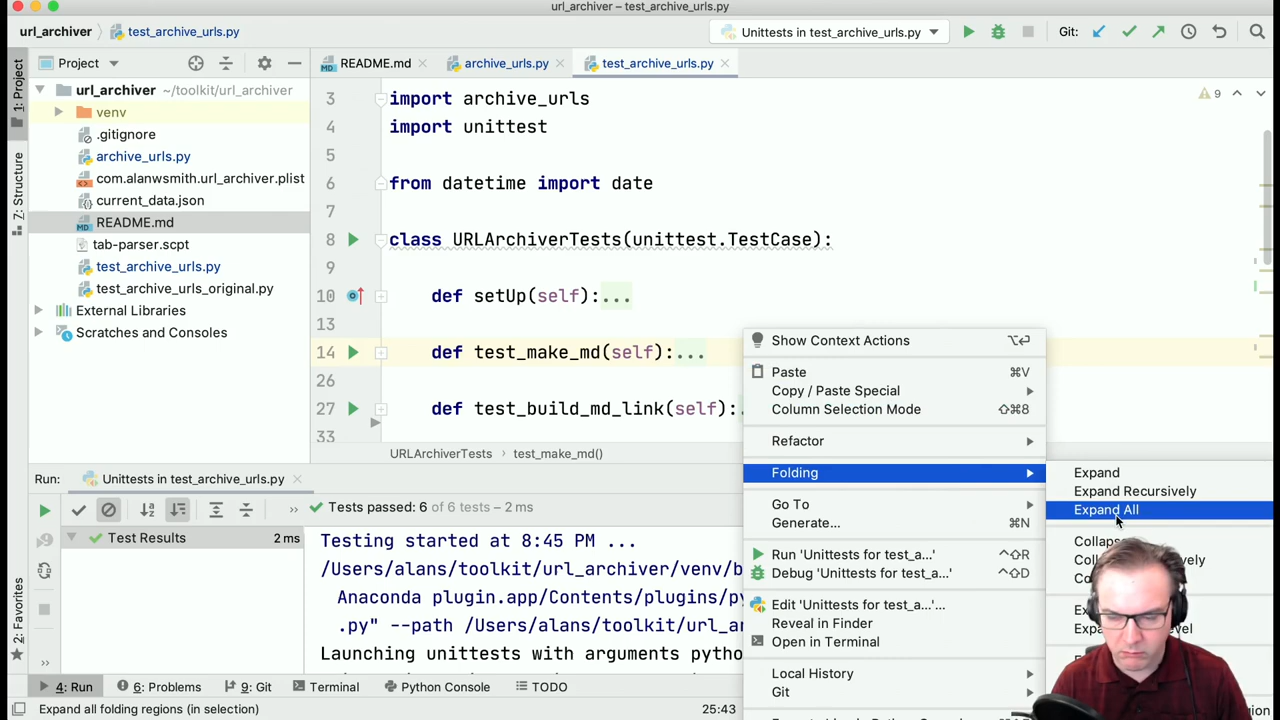 url_archiver – test_archive_urls.py
url_archiver
test_archive_urls.py
Unittests in test_archive_urls.py
Git:
1: Project
7: Structure
2: Favorites
Project
url_archiver ~/toolkit/url_archiver
venv
.gitignore
archive_urls.py
com.alanwsmith.url_archiver.plist
current_data.json
README.md
tab-parser.scpt
test_archive_urls.py
test_archive_urls_original.py
External Libraries
Scratches and Consoles
README.md
archive_urls.py
test_archive_urls.py
9
3 import archive_urls
4 import unittest
5
6 from datetime import date
7
8 class URLArchiverTests(unittest.TestCase):
9
10 def setUp(self):...
13
14 def test_make_md(self):...
26
27 def test_build_md_link(self):.
33
URLArchiverTests
test_make_md()
Show Context Actions ⌥⏎
Paste ⌘V
Copy / Paste Special
Column Selection Mode ⇧⌘8
Refactor
Folding
Go To
Generate... ⌘N
Run 'Unittests for test_a...' ^⇧R
Debug 'Unittests for test_a...' ^⇧D
Edit 'Unittests for test_a...'...
Reveal in Finder
Open in Terminal
Local History
Git
Expand
Expand Recursively
Expand All
Run:
Unittests in test_archive_urls.py
Tests passed: 6 of 6 tests – 2 ms
Test Results 2 ms
Testing started at 8:45 PM ...
/Users/alans/toolkit/url_archiver/venv/b
Anaconda plugin.app/Contents/plugins/py
.py" --path /Users/alans/toolkit/url_ar
Launching unittests with arguments pytho
4: Run
6: Problems
9: Git
Terminal
Python Console
TODO
Expand all folding regions (in selection)
25:43